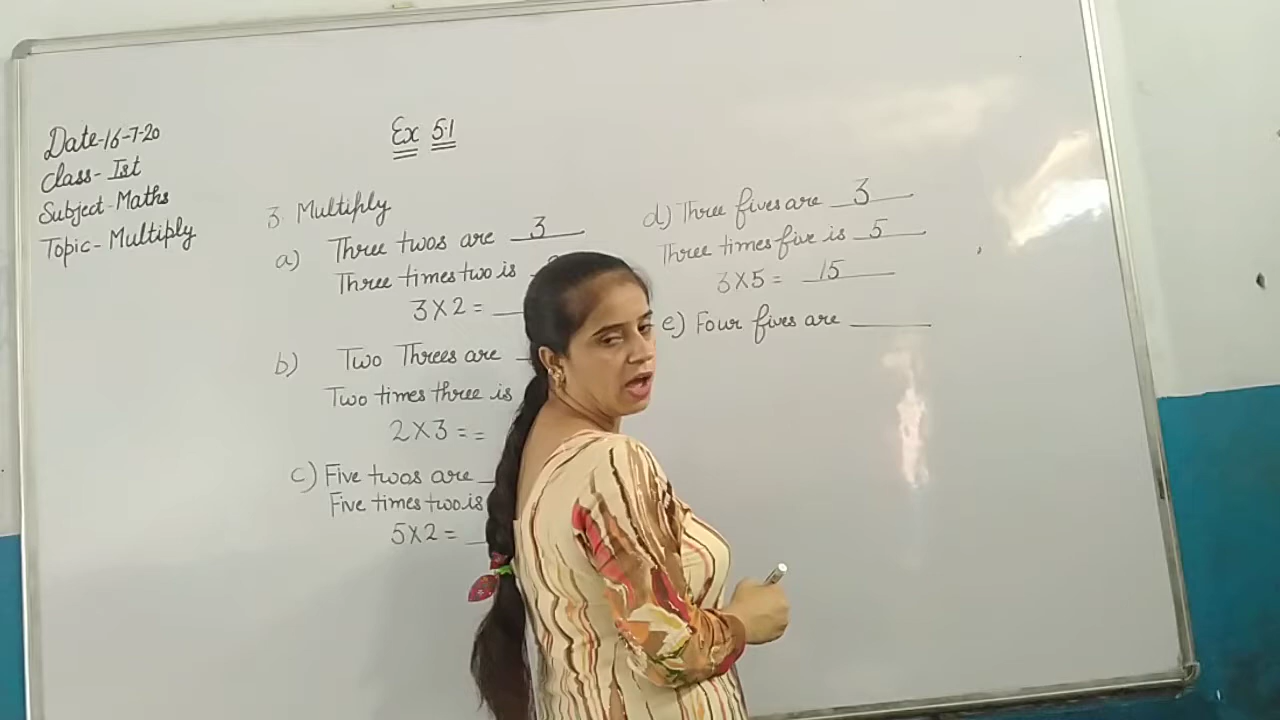 Date-16-7-20
Class-Ist
Subject-Maths
Topic-Multiply
Ex 5.1
3. Multiply
a) Three twos are 3
Three times two is
3×2 =
b) Two Threes are
Two times three is
2×3 = =
c) Five twos are
Five times two is
5×2 =
d) Three fives are 3
Three times five is 5
3×5 = 15
e) Four fives are